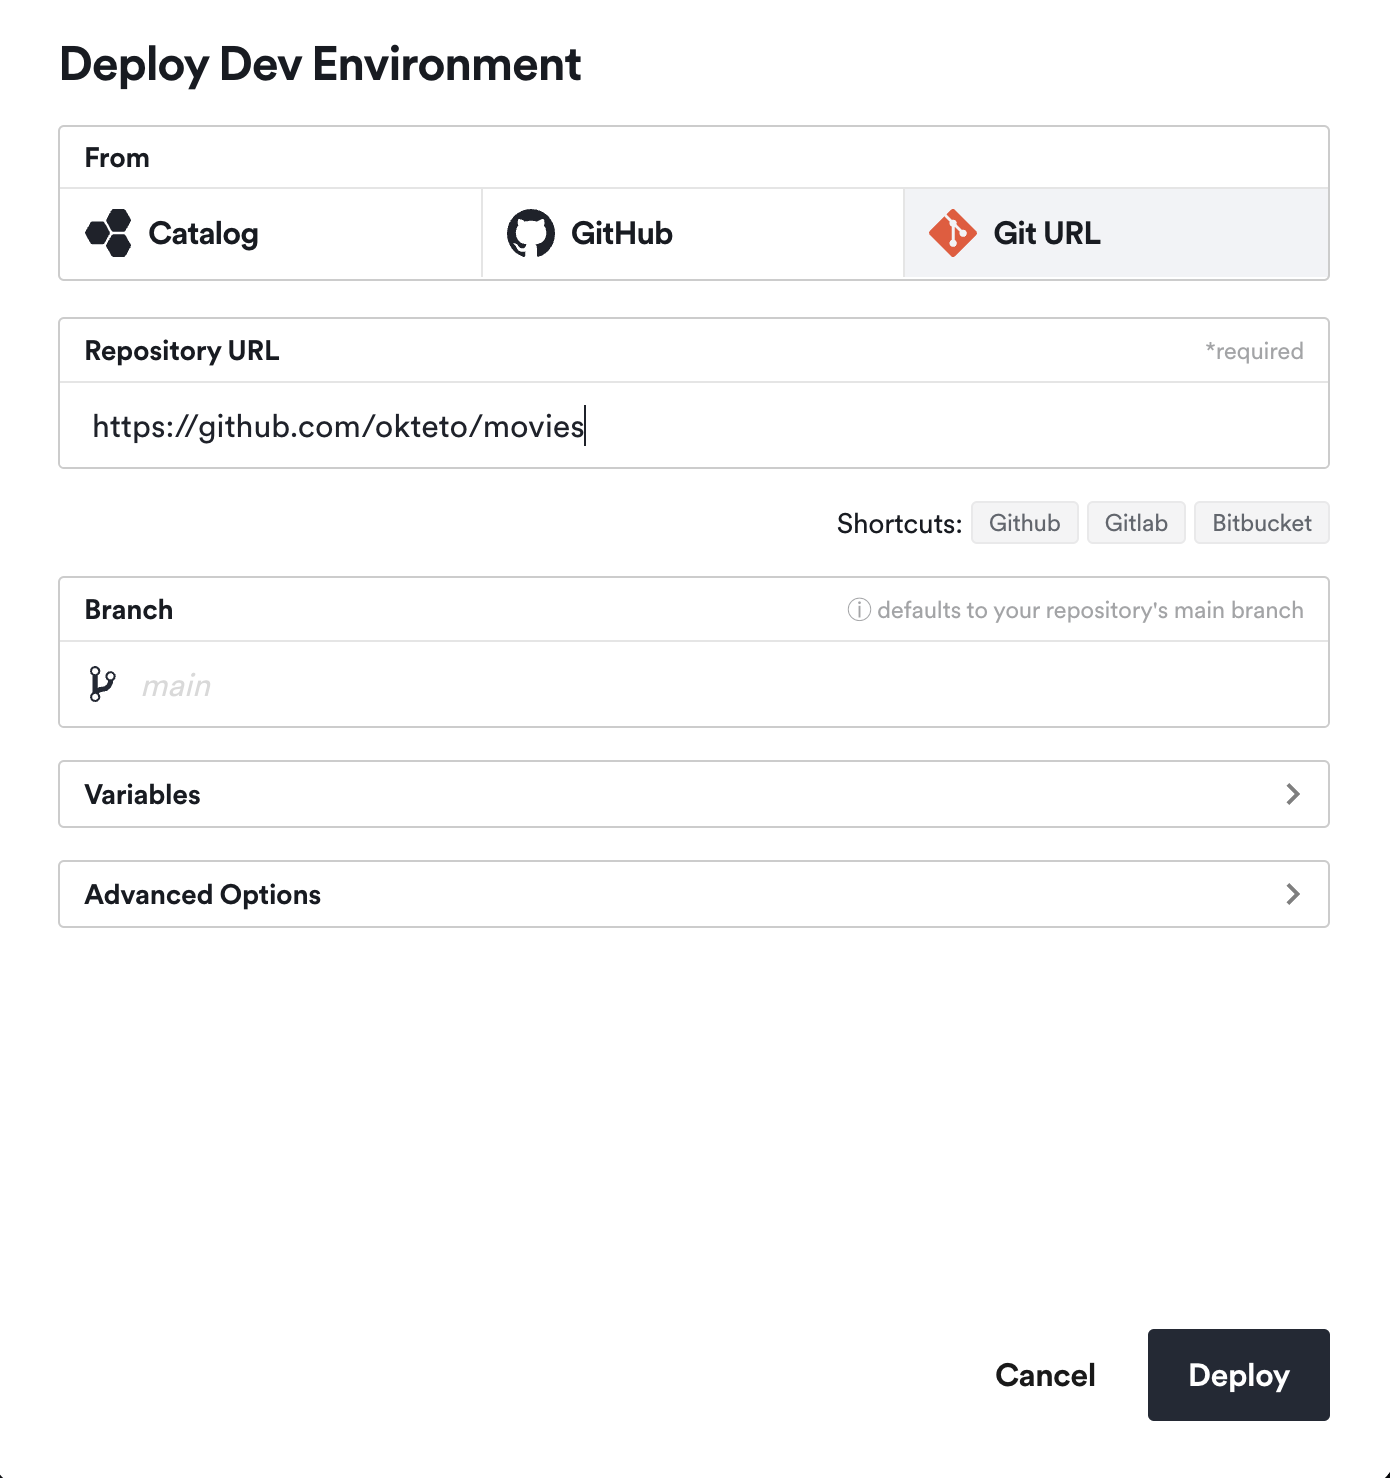 Deploy Dev Environment
From
Catalog
GitHub
Git URL
Repository URL
*required
https://github.com/okteto/movies
Shortcuts: Github Gitlab Bitbucket
Branch
defaults to your repository's main branch
main
Variables
Advanced Options
Cancel
Deploy